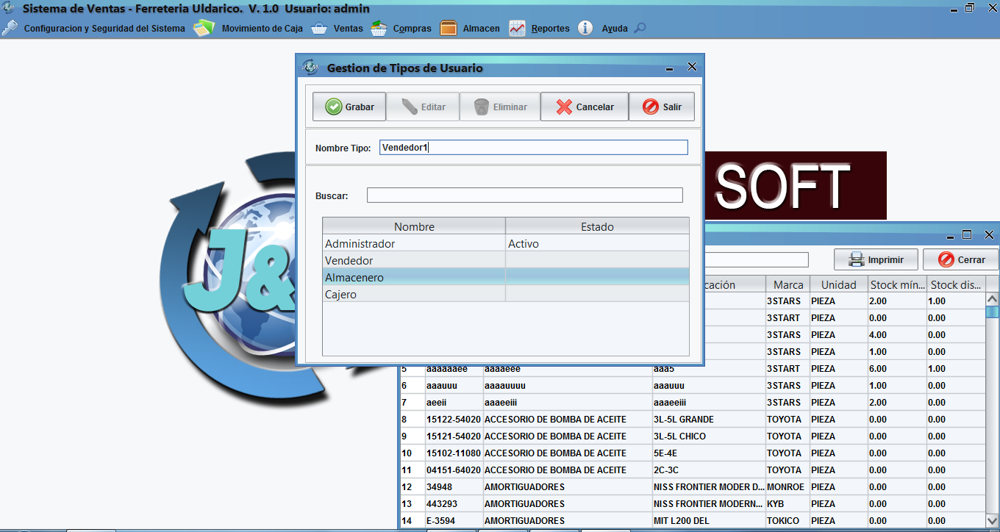 Sistema de Ventas - Ferreteria Uldarico. V. 1.0 Usuario: admin
Configuracion y Seguridad del Sistema Movimiento de Caja Ventas Compras Almacen Reportes Ayuda
Gestion de Tipos de Usuario
Grabar Editar Eliminar Cancelar Salir
Nombre Tipo: Vendedor1
Buscar:
Nombre Estado
Administrador Activo
Vendedor
Almacenero
Cajero
J&
SOFT
Imprimir Cerrar
cación Marca Unidad Stock mín... Stock dis...
3STARS PIEZA 2.00 1.00
3START PIEZA 0.00 0.00
3STARS PIEZA 4.00 0.00
3STARS PIEZA 1.00 0.00
5 aaaaaaee aaaaeee aaa5 3START PIEZA 6.00 1.00
6 aaauuu aaaauuuu aaauuu 3STARS PIEZA 1.00 0.00
7 aeeii aaaeeiii aaaeeiii 3STARS PIEZA 2.00 0.00
8 15122-54020 ACCESORIO DE BOMBA DE ACEITE 3L-5L GRANDE TOYOTA PIEZA 0.00 0.00
9 15121-54020 ACCESORIO DE BOMBA DE ACEITE 3L-5L CHICO TOYOTA PIEZA 0.00 0.00
10 15102-11080 ACCESORIO DE BOMBA DE ACEITE 5E-4E TOYOTA PIEZA 0.00 0.00
11 04151-64020 ACCESORIO DE BOMBA DE ACEITE 2C-3C TOYOTA PIEZA 0.00 0.00
12 34948 AMORTIGUADORES NISS FRONTIER MODER D... MONROE PIEZA 0.00 0.00
13 443293 AMORTIGUADORES NISS FRONTIER MODERN... KYB PIEZA 0.00 0.00
14 E-3594 AMORTIGUADORES MIT L200 DEL TOKICO PIEZA 0.00 0.00